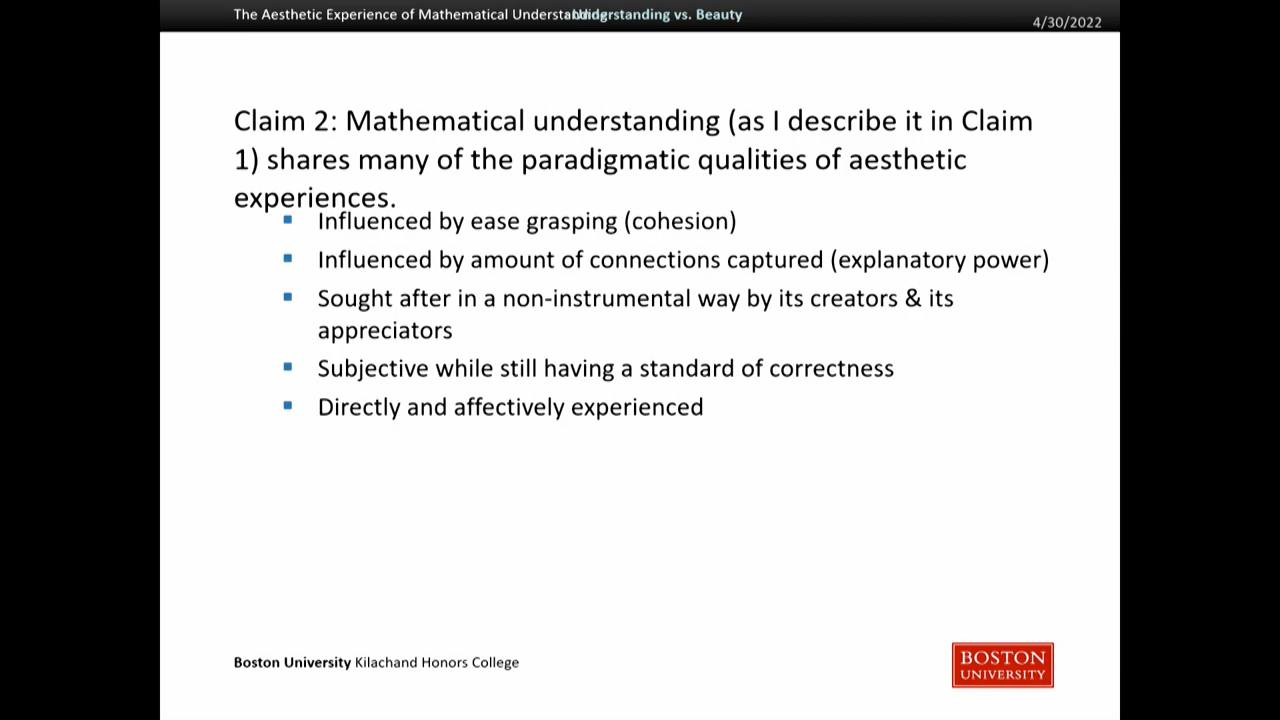 The Aesthetic Experience of Mathematical Understanding
Understanding vs. Beauty
4/30/2022
Claim 2: Mathematical understanding (as I describe it in Claim
1) shares many of the paradigmatic qualities of aesthetic
experiences.
Influenced by ease grasping (cohesion)
Influenced by amount of connections captured (explanatory power)
Sought after in a non-instrumental way by its creators & its
appreciators
Subjective while still having a standard of correctness
Directly and affectively experienced
Boston University Kilachand Honors College
BOSTON
UNIVERSITY